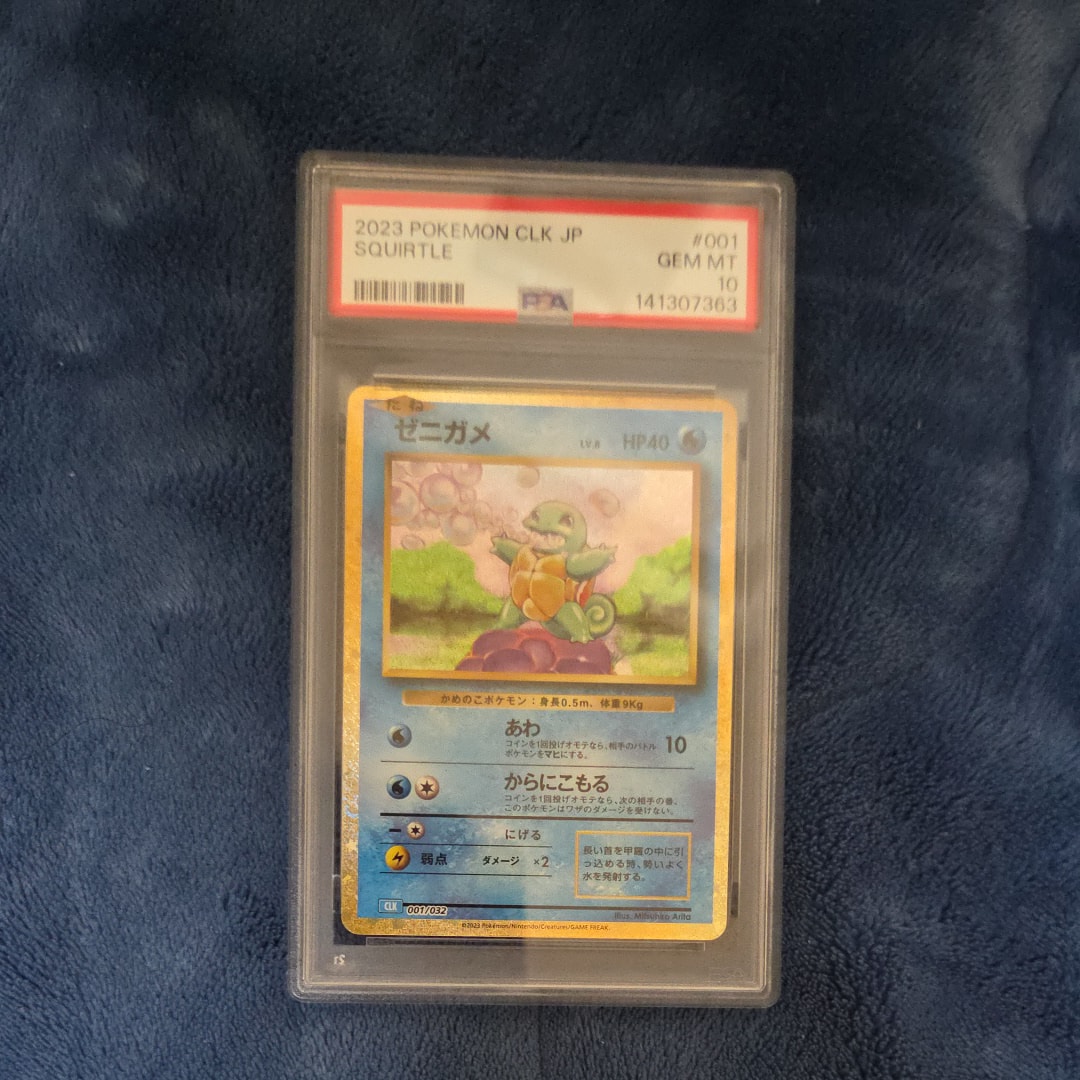 2023 POKEMON CLK JP #001
SQUIRTLE GEM MT
10
PSA 141307363
たね
ゼニガメ LV.8 HP40
かめのこポケモン：身長0.5m、体重9Kg
あわ 10
コインを1回投げオモテなら、相手のバトル
ポケモンをマヒにする。
からにこもる
コインを1回投げオモテなら、次の相手の番、
このポケモンはワザのダメージを受けない。
にげる
弱点 ダメージ ×2
長い首を甲羅の中に引
っ込める時、勢いよく
水を発射する。
CLK 001/032
Illus. Mitsuhiro Arita
©2023 Pokémon/Nintendo/Creatures/GAME FREAK.